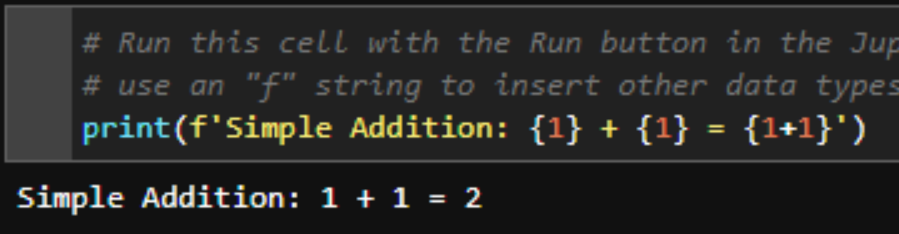 # Run this cell with the Run button in the Jup
# use an "f" string to insert other data types
print(f'Simple Addition: {1} + {1} = {1+1}')
Simple Addition: 1 + 1 = 2